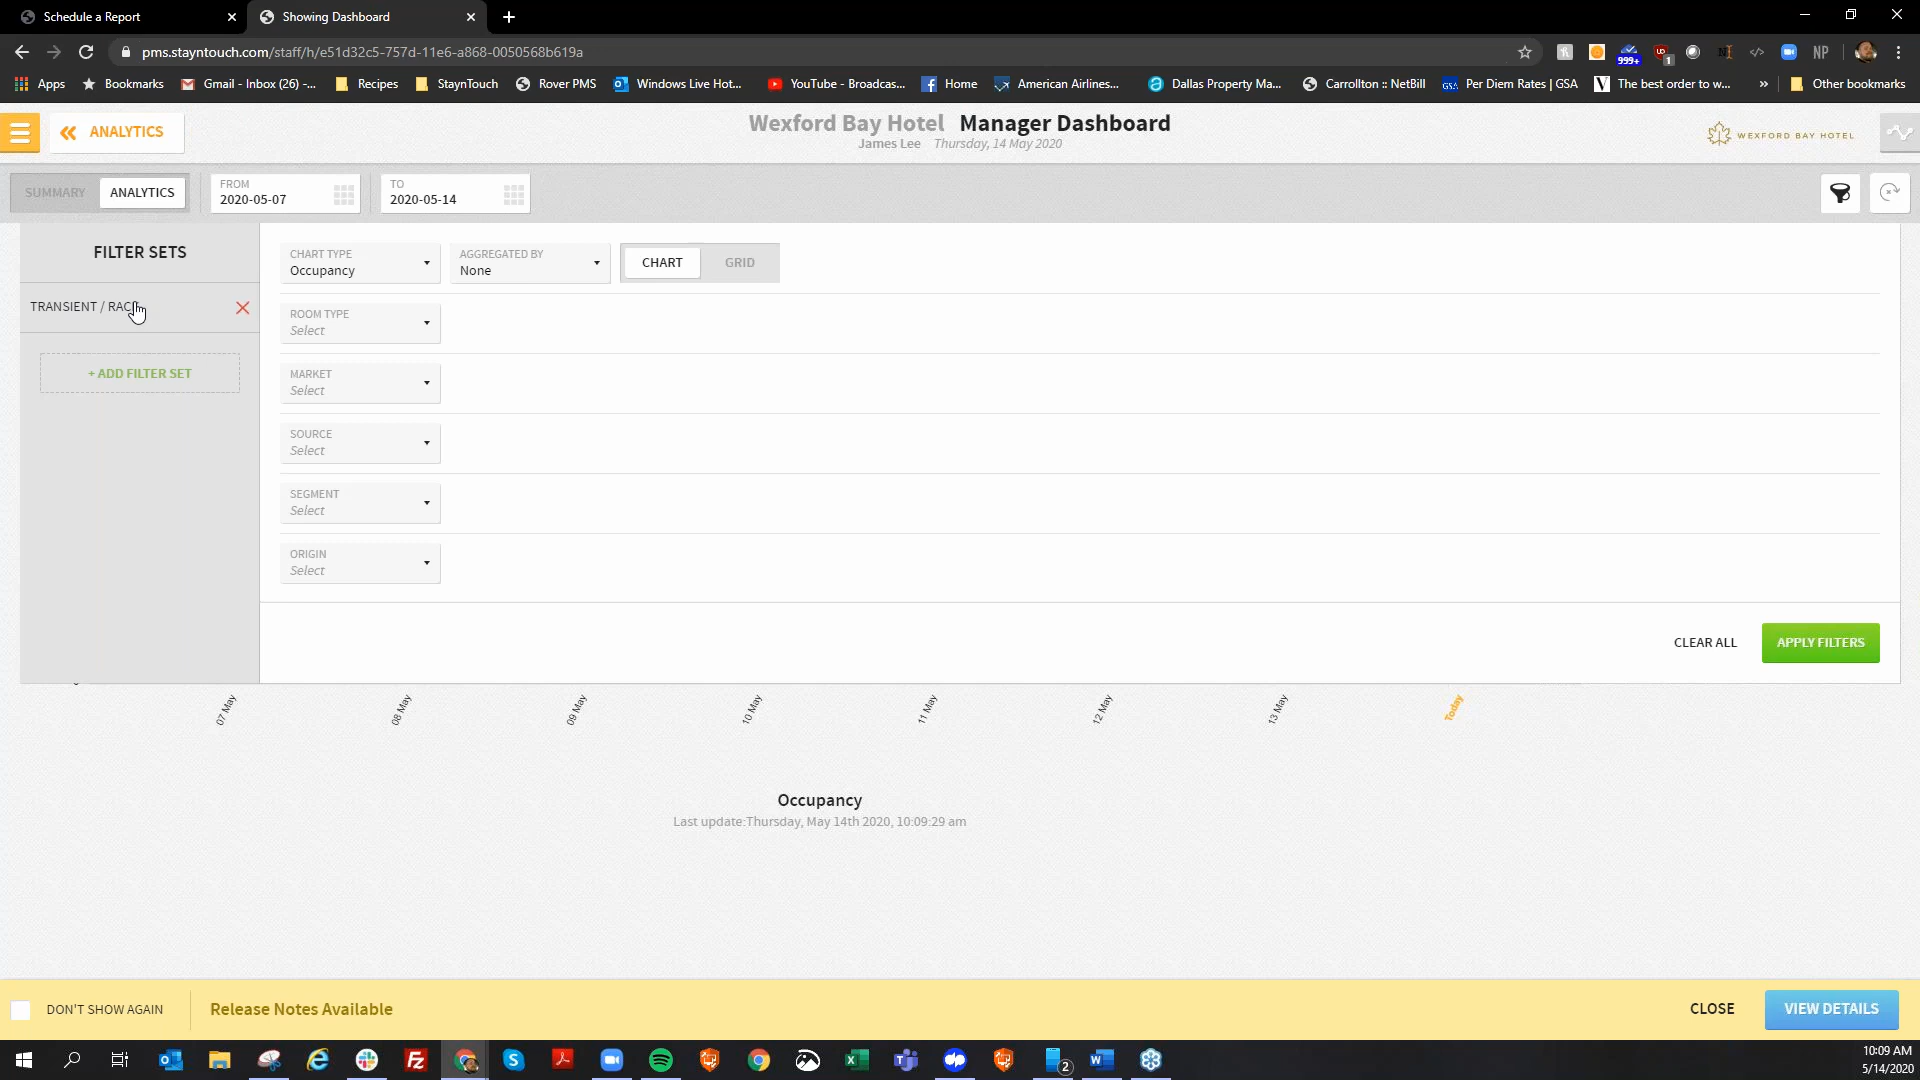 Schedule a Report
Showing Dashboard
pms.stayntouch.com/staff/h/e51d32c5-757d-11e6-a868-0050568b619a
999+
1
NP
Apps
Bookmarks
Gmail - Inbox (26) -...
Recipes
StaynTouch
Rover PMS
Windows Live Hot...
YouTube - Broadcas...
Home
American Airlines...
Dallas Property Ma...
Carrollton :: NetBill
GSA
Per Diem Rates | GSA
The best order to w...
»
Other bookmarks
ANALYTICS
Wexford Bay Hotel Manager Dashboard
James Lee Thursday, 14 May 2020
WEXFORD BAY HOTEL
SUMMARY
ANALYTICS
FROM
2020-05-07
TO
2020-05-14
FILTER SETS
TRANSIENT / RAC
+ ADD FILTER SET
CHART TYPE
Occupancy
AGGREGATED BY
None
CHART
GRID
ROOM TYPE
Select
MARKET
Select
SOURCE
Select
SEGMENT
Select
ORIGIN
Select
CLEAR ALL
APPLY FILTERS
07 May
08 May
09 May
10 May
11 May
12 May
13 May
Today
Occupancy
Last update:Thursday, May 14th 2020, 10:09:29 am
DON'T SHOW AGAIN
Release Notes Available
CLOSE
VIEW DETAILS
2
10:09 AM
5/14/2020